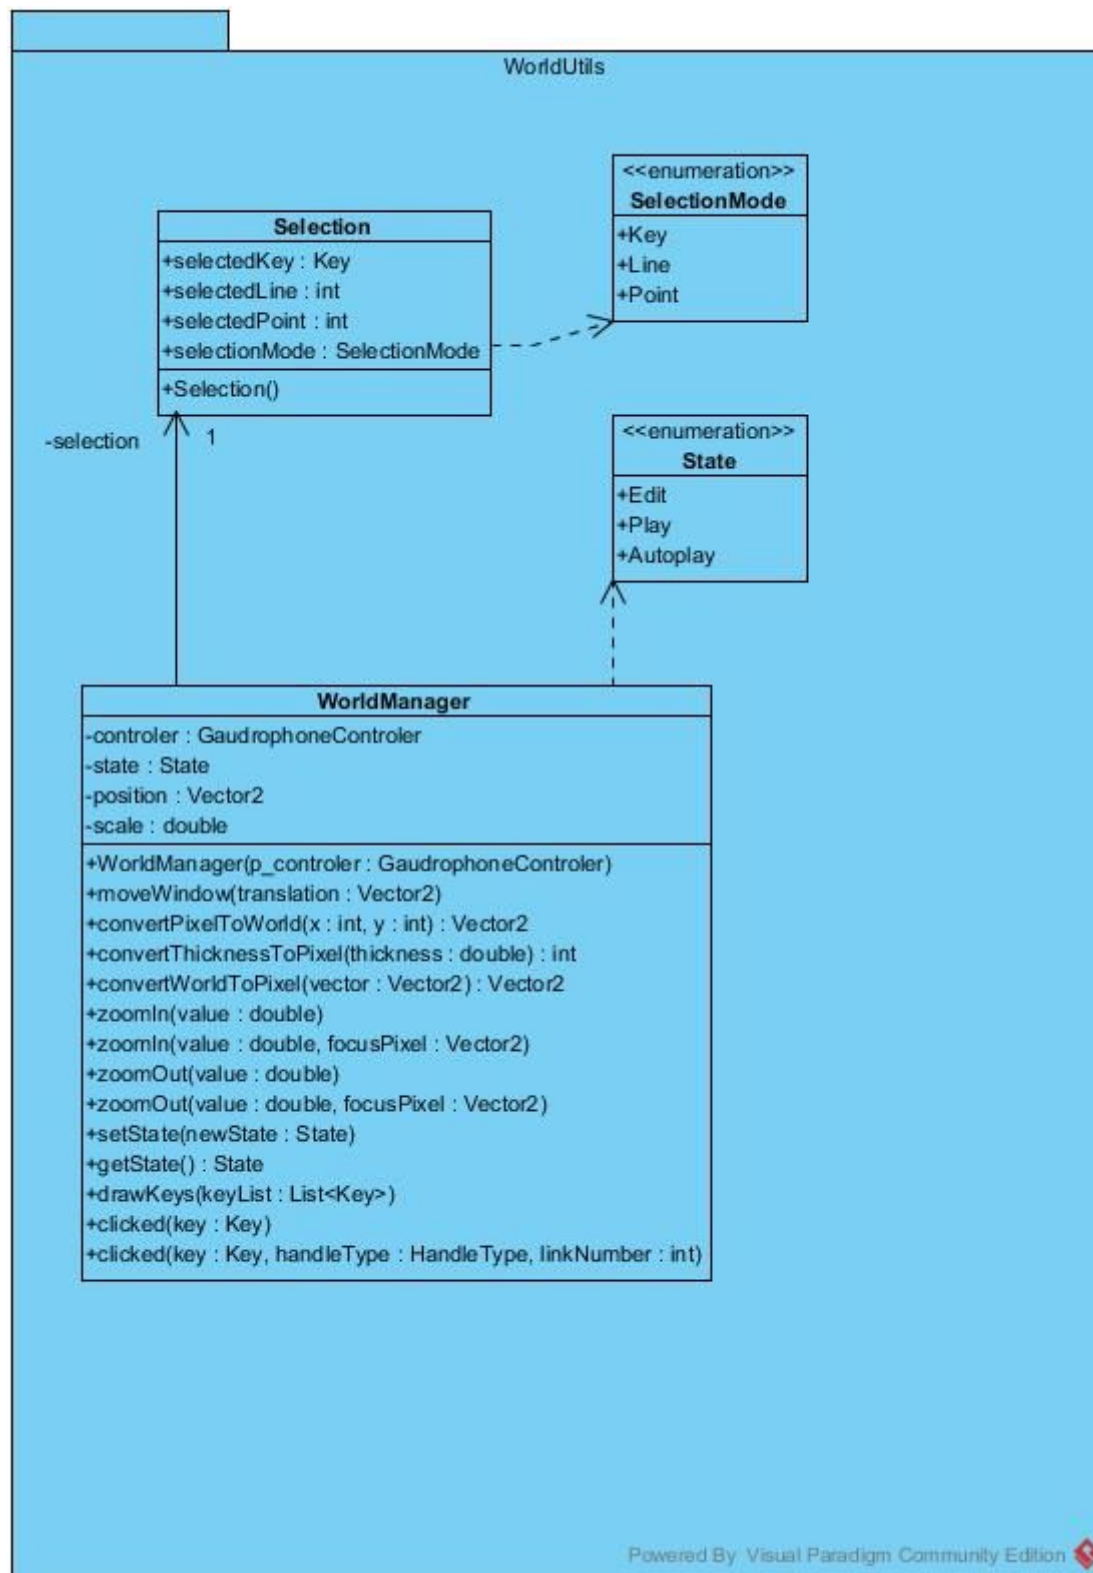 WorldUtils
<<enumeration>>
SelectionMode
+Key
+Line
+Point
Selection
+selectedKey : Key
+selectedLine : int
+selectedPoint : int
+selectionMode : SelectionMode
+Selection()
-selection
1
<<enumeration>>
State
+Edit
+Play
+Autoplay
WorldManager
-controler : GaudrophoneControler
-state : State
-position : Vector2
-scale : double
+WorldManager(p_controler : GaudrophoneControler)
+moveWindow(translation : Vector2)
+convertPixelToWorld(x : int, y : int) : Vector2
+convertThicknessToPixel(thickness : double) : int
+convertWorldToPixel(vector : Vector2) : Vector2
+zoomIn(value : double)
+zoomIn(value : double, focusPixel : Vector2)
+zoomOut(value : double)
+zoomOut(value : double, focusPixel : Vector2)
+setState(newState : State)
+getState() : State
+drawKeys(keyList : List<Key>)
+clicked(key : Key)
+clicked(key : Key, handleType : HandleType, linkNumber : int)
Powered By Visual Paradigm Community Edition